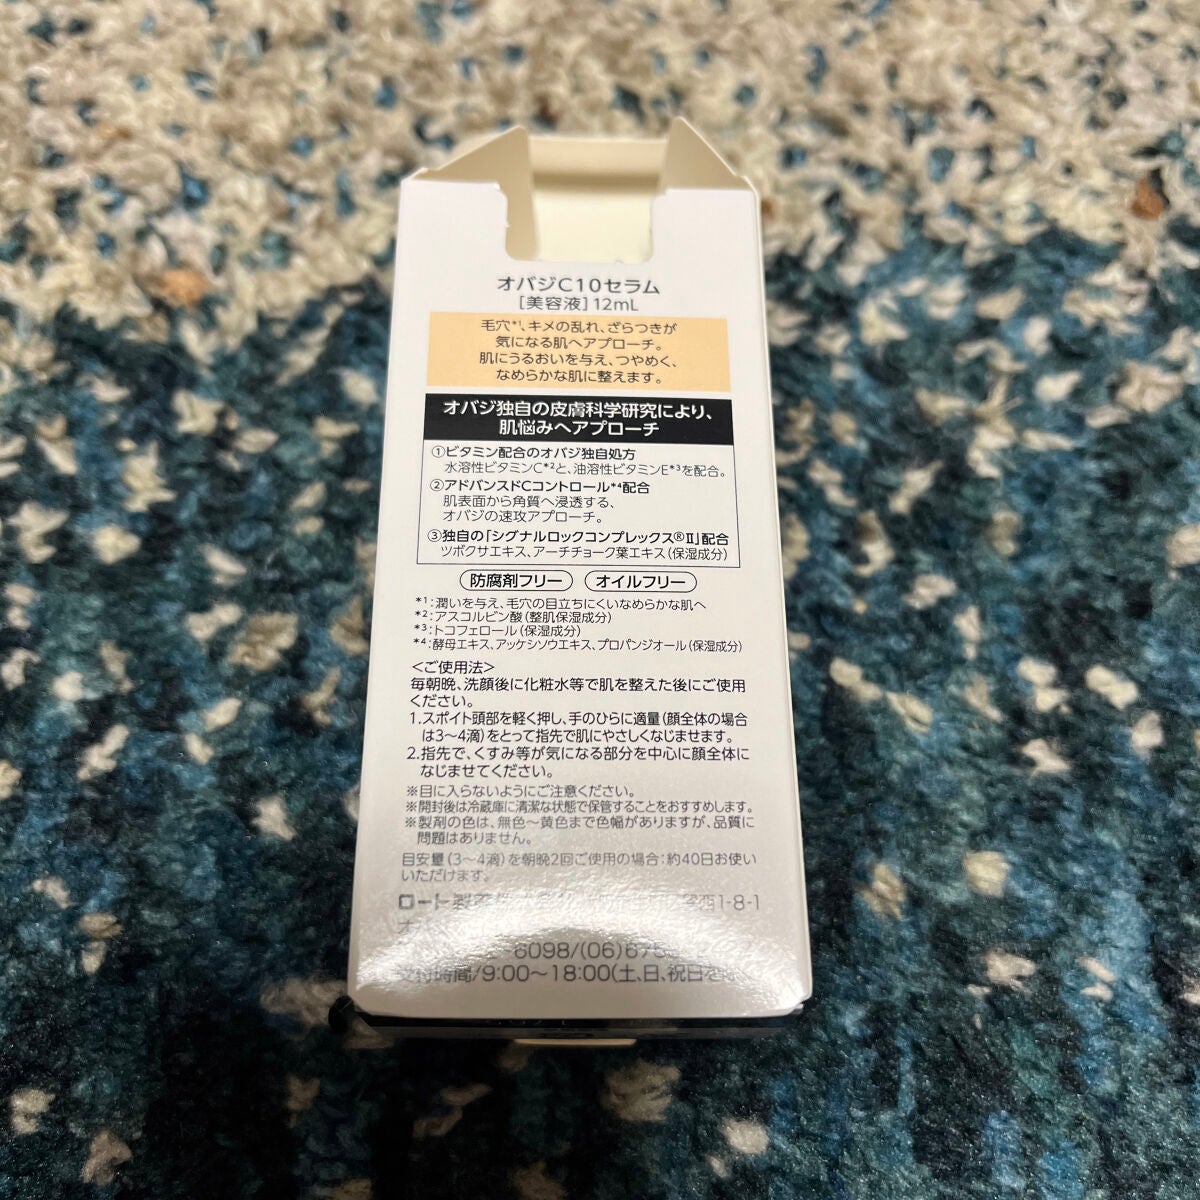 オバジC10セラム
[美容液]12mL
毛穴*1、キメの乱れ、ざらつきが
気になる肌へアプローチ。
肌にうるおいを与え、つやめく、
なめらかな肌に整えます。
オバジ独自の皮膚科学研究により、
肌悩みへアプローチ
①ビタミン配合のオバジ独自処方
水溶性ビタミンC*2と、油溶性ビタミンE*3を配合。
②アドバンスドCコントロール*4配合
肌表面から角質へ浸透する、
オバジの速攻アプローチ。
③独自の「シグナルロックコンプレックス®Ⅱ」配合
ツボクサエキス、アーチチョーク葉エキス(保湿成分)
防腐剤フリー オイルフリー
*1:潤いを与え、毛穴の目立ちにくいなめらかな肌へ
*2:アスコルビン酸(整肌保湿成分)
*3:トコフェロール(保湿成分)
*4:酵母エキス、アッケシソウエキス、プロパンジオール(保湿成分)
<ご使用法>
毎朝晩、洗顔後に化粧水等で肌を整えた後にご使用
ください。
1.スポイト頭部を軽く押し、手のひらに適量(顔全体の場合
は3〜4滴)をとって指先で肌にやさしくなじませます。
2.指先で、くすみ等が気になる部分を中心に顔全体に
なじませてください。
※目に入らないようにご注意ください。
※開封後は冷蔵庫に清潔な状態で保管することをおすすめします。
※製剤の色は、無色〜黄色まで色幅がありますが、品質に
問題はありません。
目安量(3〜4滴)を朝晩2回ご使用の場合:約40日お使い
いただけます。
ロート製薬 1-8-1
オバ
6098/(06)675
受付時間/9:00〜18:00(土、日、祝日を